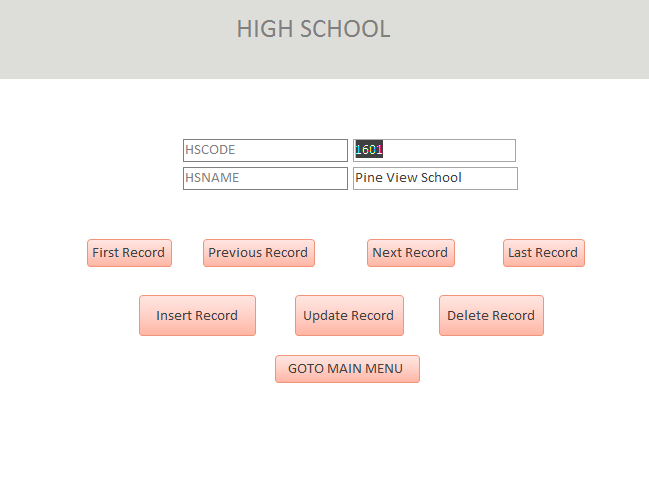 HIGH SCHOOL
HSCODE 1601
HSNAME Pine View School
First Record Previous Record Next Record Last Record
Insert Record Update Record Delete Record
GOTO MAIN MENU